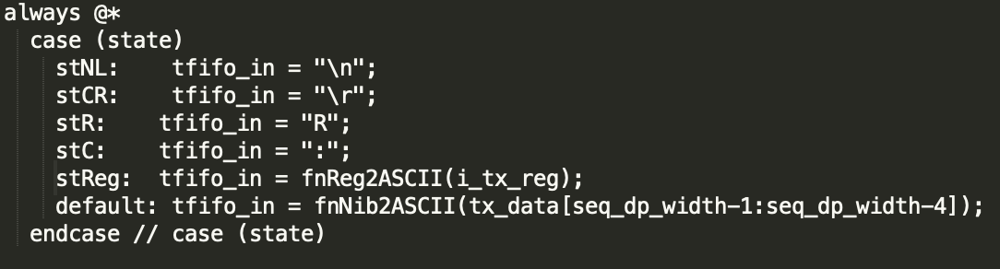 always @*
  case (state)
    stNL:    tfifo_in = "\n";
    stCR:    tfifo_in = "\r";
    stR:    tfifo_in = "R";
    stC:    tfifo_in = ":";
    stReg:  tfifo_in = fnReg2ASCII(i_tx_reg);
    default: tfifo_in = fnNib2ASCII(tx_data[seq_dp_width-1:seq_dp_width-4]);
  endcase // case (state)